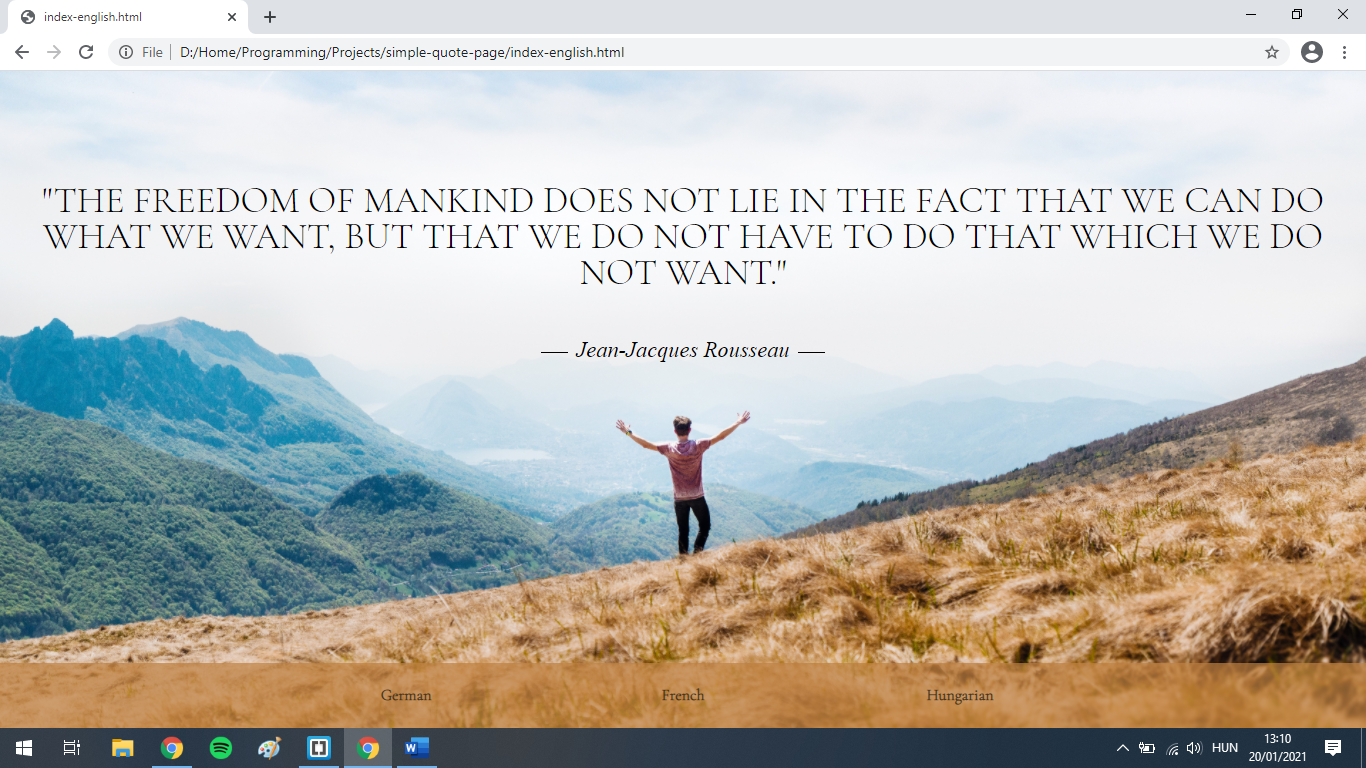 index-english.html
File
D:/Home/Programming/Projects/simple-quote-page/index-english.html
"THE FREEDOM OF MANKIND DOES NOT LIE IN THE FACT THAT WE CAN DO
WHAT WE WANT, BUT THAT WE DO NOT HAVE TO DO THAT WHICH WE DO
NOT WANT."
Jean-Jacques Rousseau
German French Hungarian
W
HUN
13:10
20/01/2021